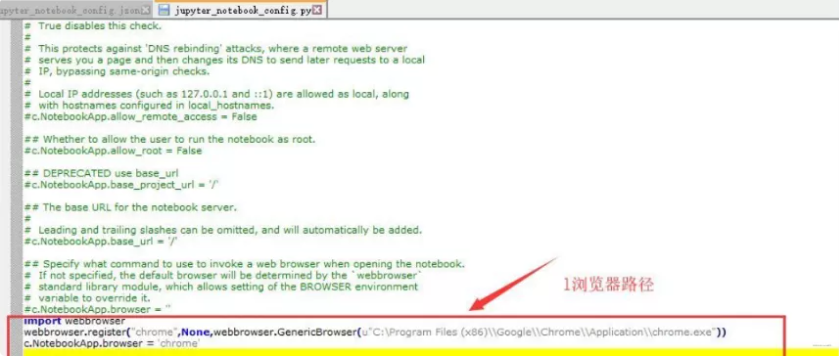 jupyter_notebook_config.json
jupyter_notebook_config.py
# True disables this check.
#
# This protects against 'DNS rebinding' attacks, where a remote web server
# serves you a page and then changes its DNS to send later requests to a local
# IP, bypassing same-origin checks.
#
# Local IP addresses (such as 127.0.0.1 and ::1) are allowed as local, along
# with hostnames configured in local_hostnames.
#c.NotebookApp.allow_remote_access = False
## Whether to allow the user to run the notebook as root.
#c.NotebookApp.allow_root = False
## DEPRECATED use base_url
#c.NotebookApp.base_project_url = '/'
## The base URL for the notebook server.
#
# Leading and trailing slashes can be omitted, and will automatically be added.
#c.NotebookApp.base_url = '/'
## Specify what command to use to invoke a web browser when opening the notebook.
# If not specified, the default browser will be determined by the `webbrowser`
# standard library module, which allows setting of the BROWSER environment
# variable to override it.
#c.NotebookApp.browser = ''
1浏览器路径
import webbrowser
webbrowser.register("chrome",None,webbrowser.GenericBrowser(u"C:\Program Files (x86)\\Google\\Chrome\\Application\\chrome.exe"))
c.NotebookApp.browser = 'chrome'